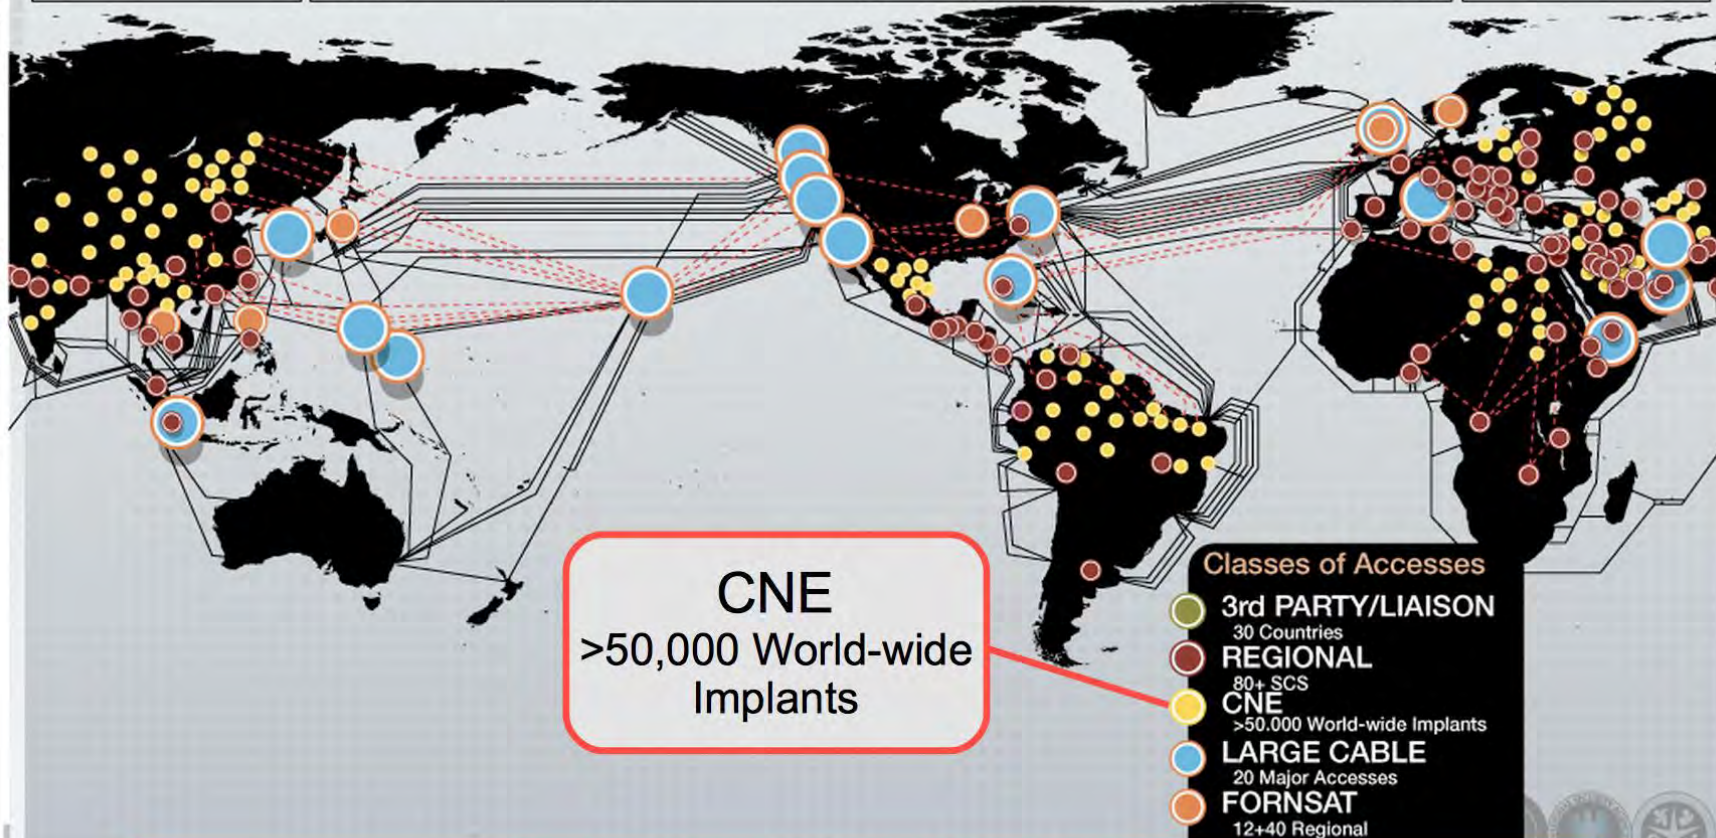 CNE
>50,000 World-wide
Implants
Classes of Accesses
3rd PARTY/LIAISON
30 Countries
REGIONAL
80+ SCS
CNE
>50.000 World-wide Implants
LARGE CABLE
20 Major Accesses
FORNSAT
12+40 Regional